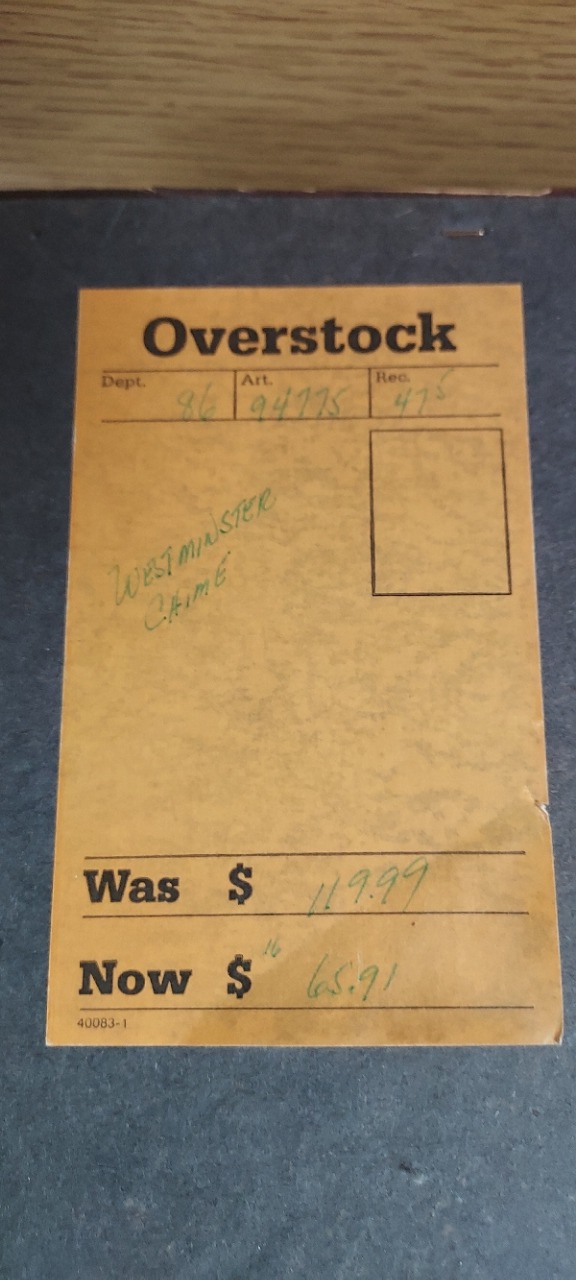 Overstock
Dept. 86 Art. 94775 Rec. 47⁵
WESTMINSTER
CHIME
Was $ 119.99
Now $ ¹⁶ 65.91
40083-1